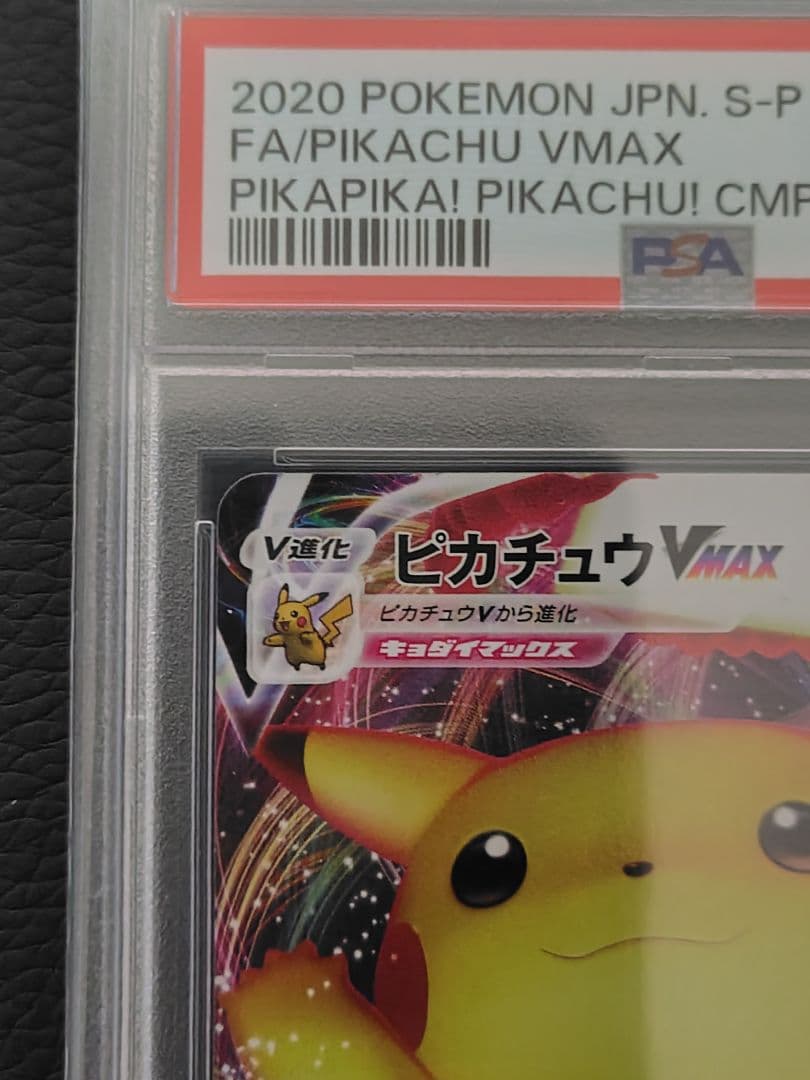 2020 POKEMON JPN. S-P
FA/PIKACHU VMAX
PIKAPIKA! PIKACHU! CMP
PSA
V進化
ピカチュウVMAX
ピカチュウVから進化
キョダイマックス